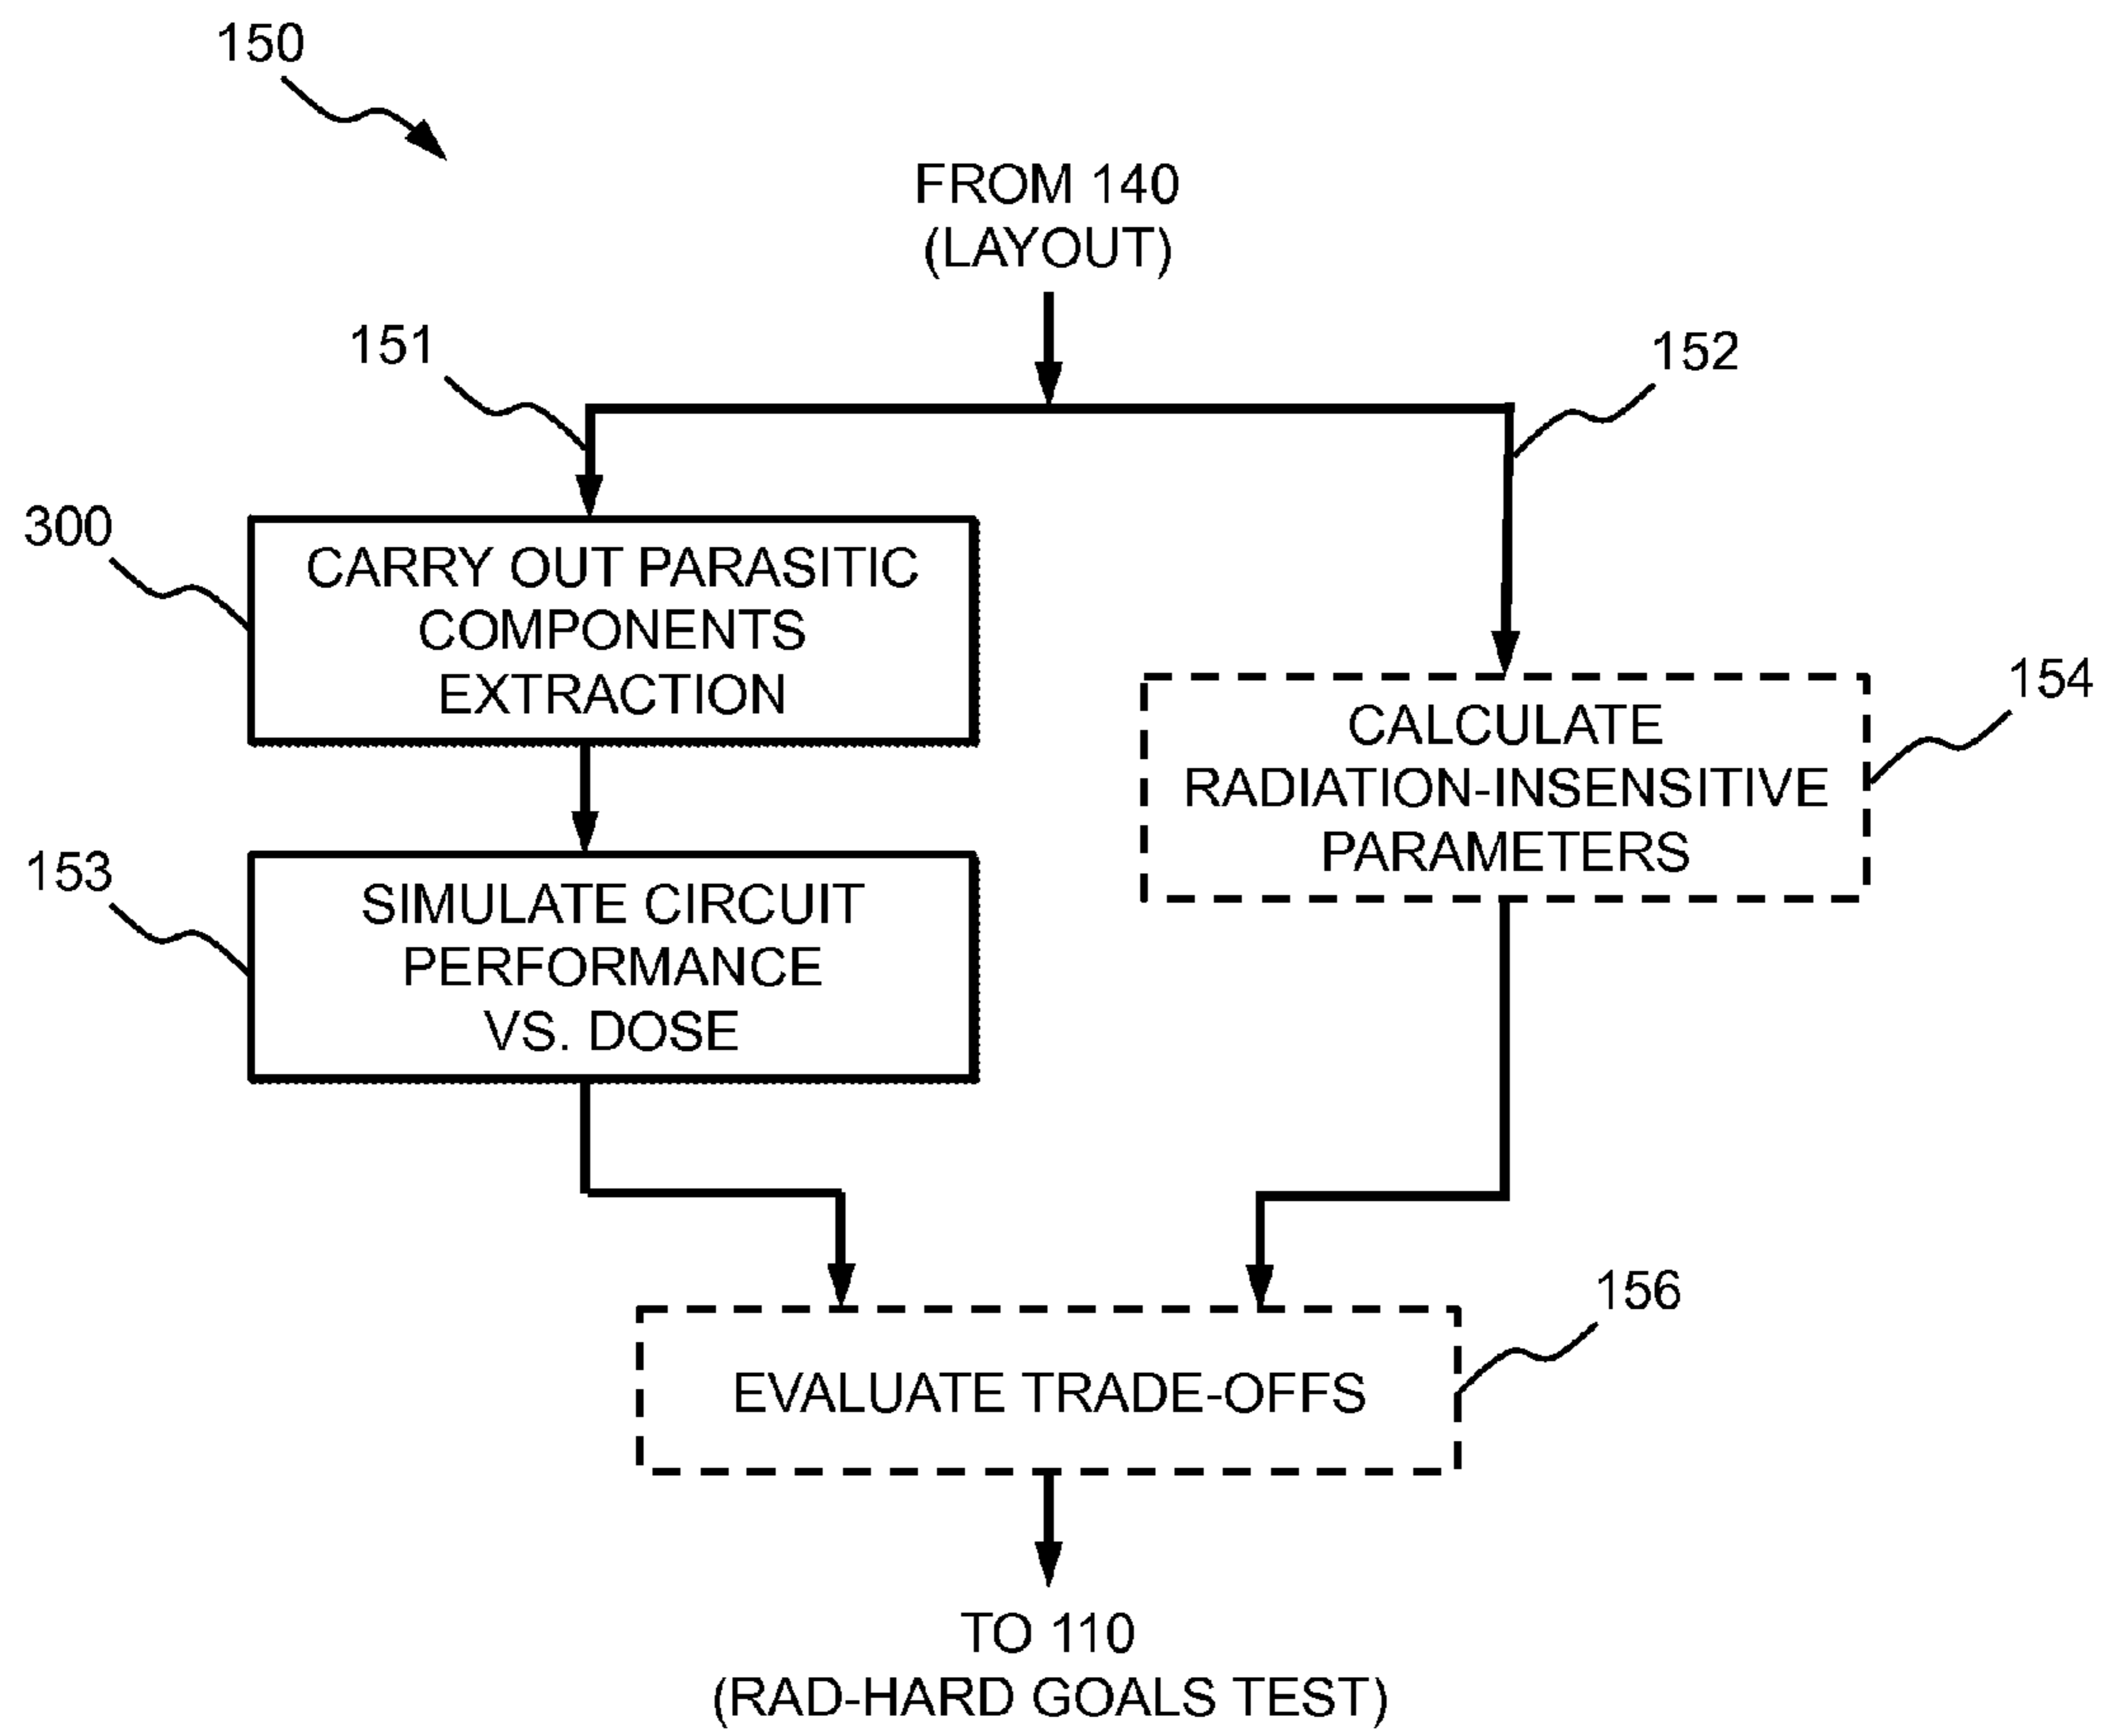 150
FROM 140
(LAYOUT)
151
152
300
CARRY OUT PARASITIC
COMPONENTS
EXTRACTION
154
CALCULATE
RADIATION-INSENSITIVE
PARAMETERS
153
SIMULATE CIRCUIT
PERFORMANCE
VS. DOSE
156
EVALUATE TRADE-OFFS
TO 110
(RAD-HARD GOALS TEST)